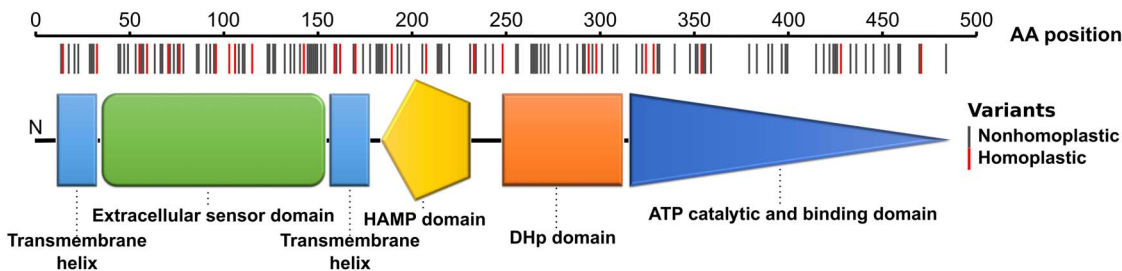 0 50 100 150 200 250 300 350 400 450 500
AA position
N
Variants
Nonhomoplastic
Homoplastic
Extracellular sensor domain
HAMP domain
ATP catalytic and binding domain
Transmembrane
helix
Transmembrane
helix
DHp domain